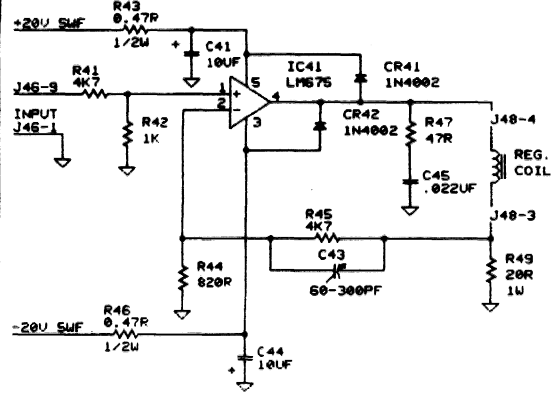 R43
0.47R
+20V SWF
1/2W
+
C41
10UF
IC41
LM675
CR41
1N4002
R41
4K7
J46-9
INPUT
J46-1
R42
1K
1
2
+
-
5
4
3
CR42
1N4002
R47
47R
J48-4
REG.
COIL
C45
.022UF
J48-3
R45
4K7
C43
60-300PF
R44
820R
R49
20R
1W
R46
0.47R
-20V SWF
1/2W
C44
10UF
+